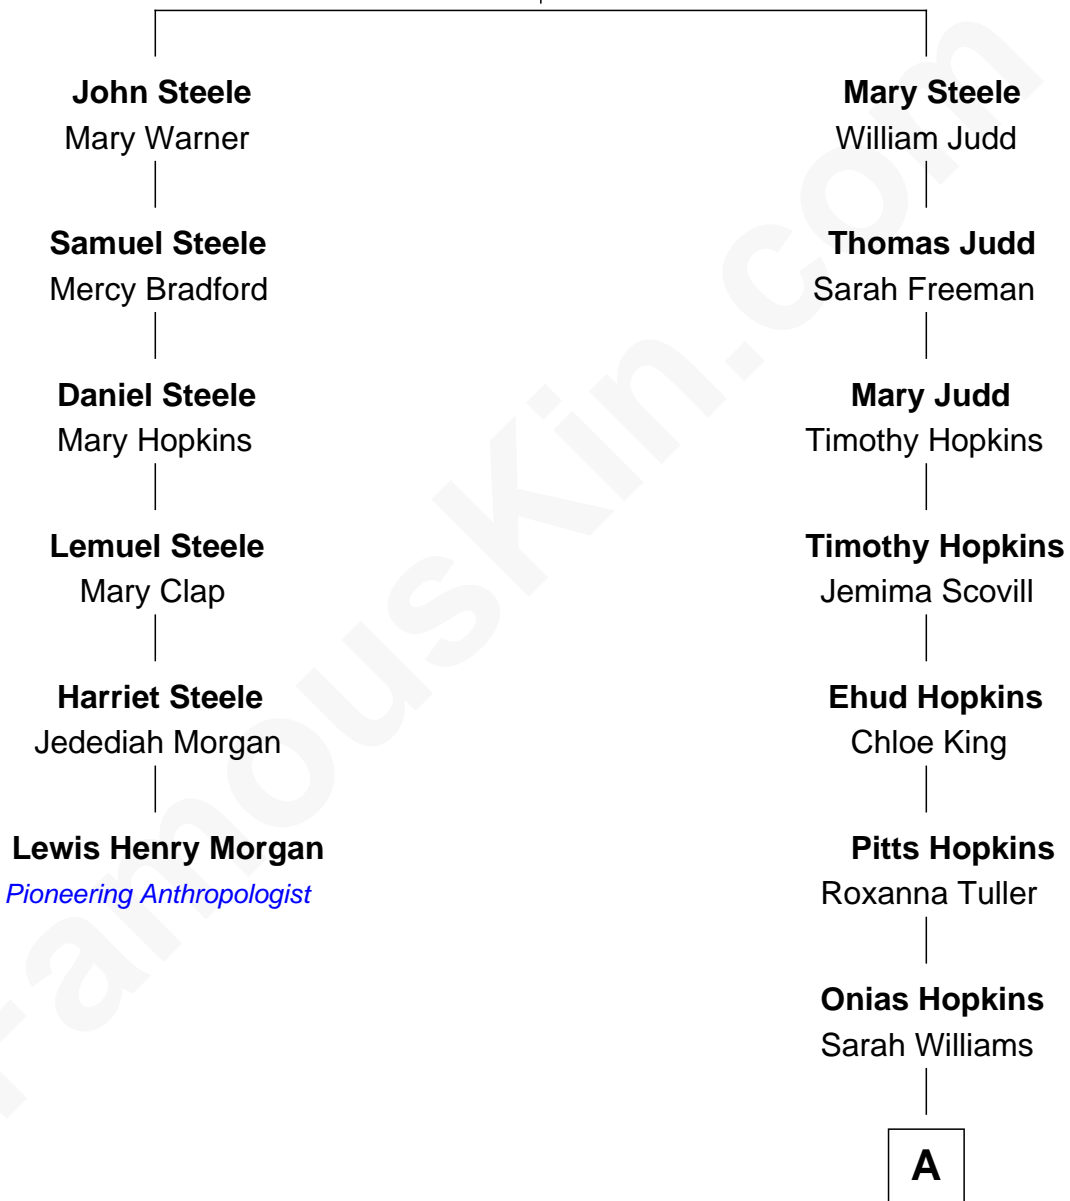 John Steele
Mary Warner
Samuel Steele
Mercy Bradford
Daniel Steele
Mary Hopkins
Lemuel Steele
Mary Clap
Harriet Steele
Jedediah Morgan
Lewis Henry Morgan
Pioneering Anthropologist
Mary Steele
William Judd
Thomas Judd
Sarah Freeman
Mary Judd
Timothy Hopkins
Timothy Hopkins
Jemima Scovill
Ehud Hopkins
Chloe King
Pitts Hopkins
Roxanna Tuller
Onias Hopkins
Sarah Williams
A
FamousKin.com